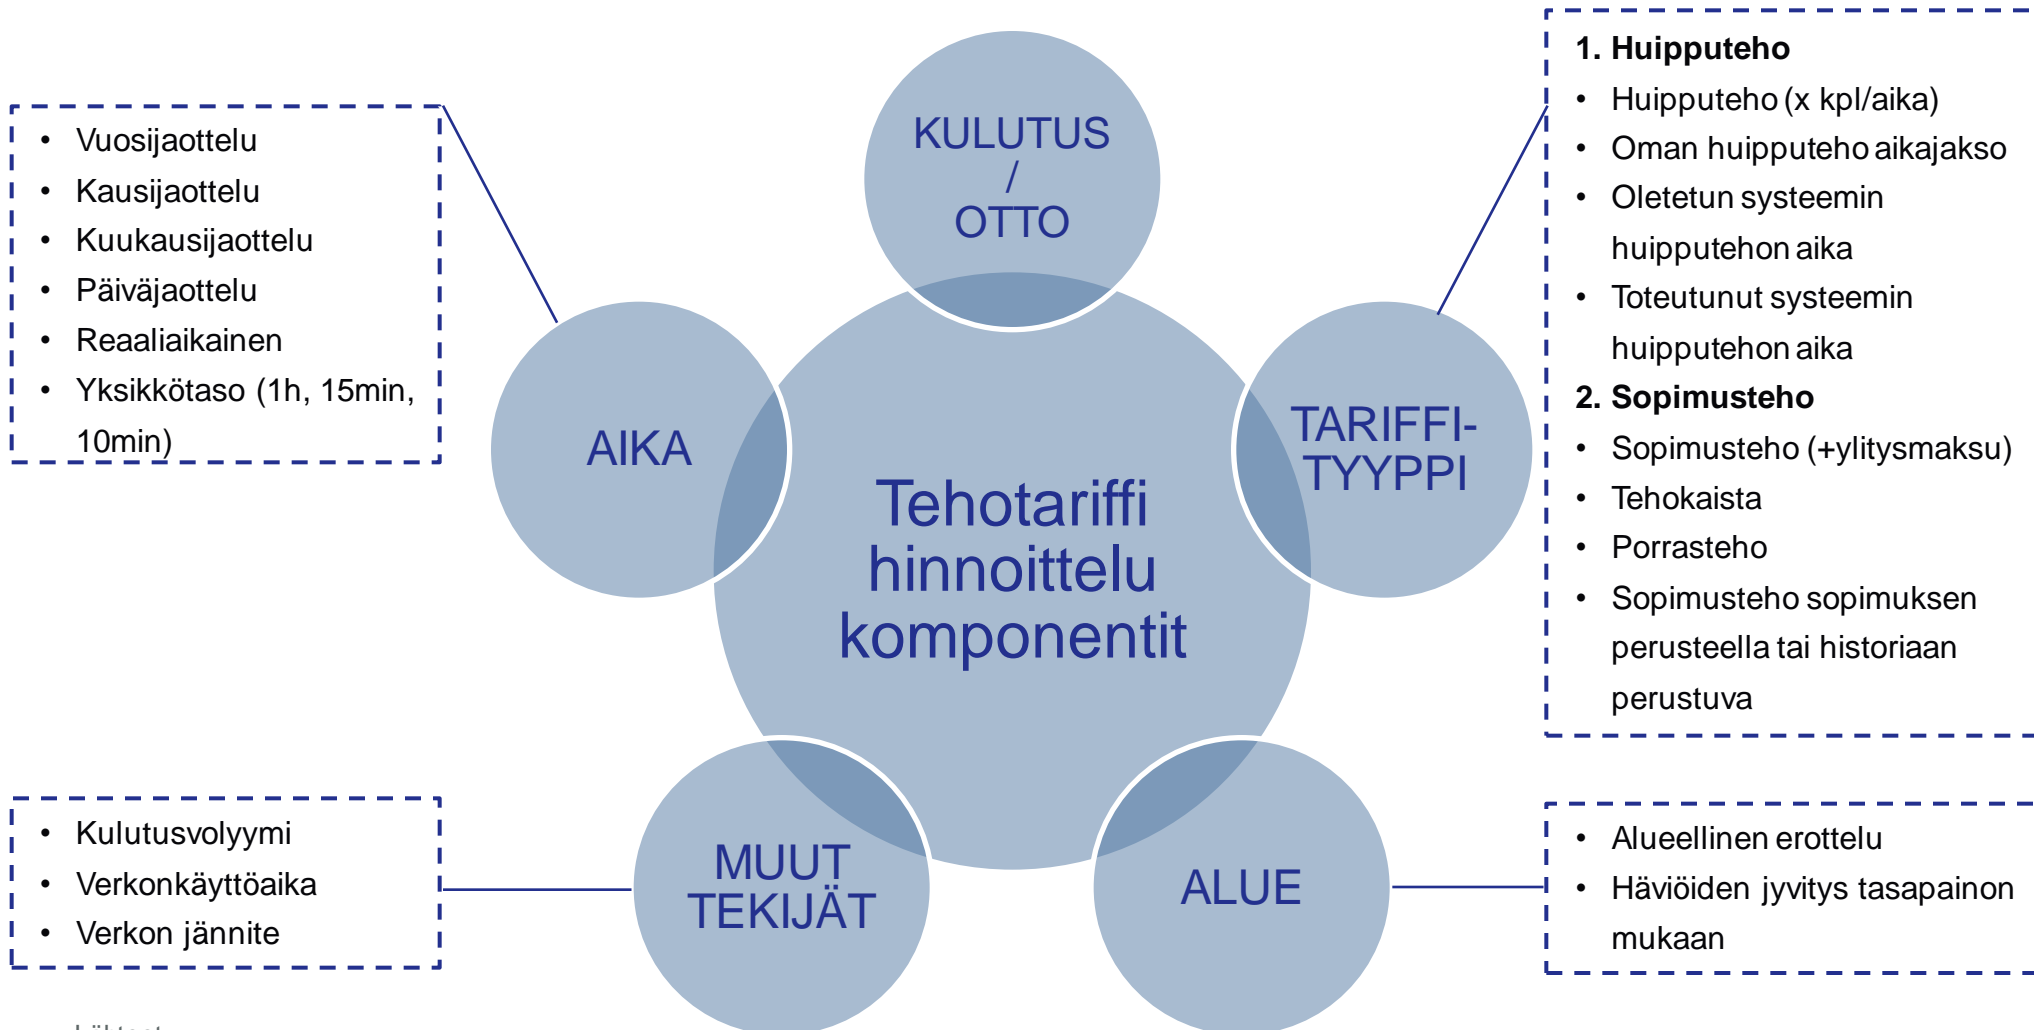 KULUTUS
/
OTTO
1. Huipputeho
• Huipputeho (x kpl/aika)
• Oman huipputeho aikajakso
• Oletetun systeemin
huipputehon aika
• Toteutunut systeemin
huipputehon aika
2. Sopimusteho
• Sopimusteho (+ylitysmaksu)
• Tehokaista
• Porrasteho
• Sopimusteho sopimuksen
perusteella tai historiaan
perustuva
• Vuosijaottelu
• Kausijaottelu
• Kuukausijaottelu
• Päiväjaottelu
• Reaaliaikainen
• Yksikkötaso (1h, 15min,
10min)
AIKA
TARIFFI-
TYYPPI
Tehotariffi
hinnoittelu
komponentit
• Kulutusvolyymi
• Verkonkäyttöaika
• Verkon jännite
MUUT
TEKIJÄT
ALUE
• Alueellinen erottelu
• Häviöiden jyvitys tasapainon
mukaan